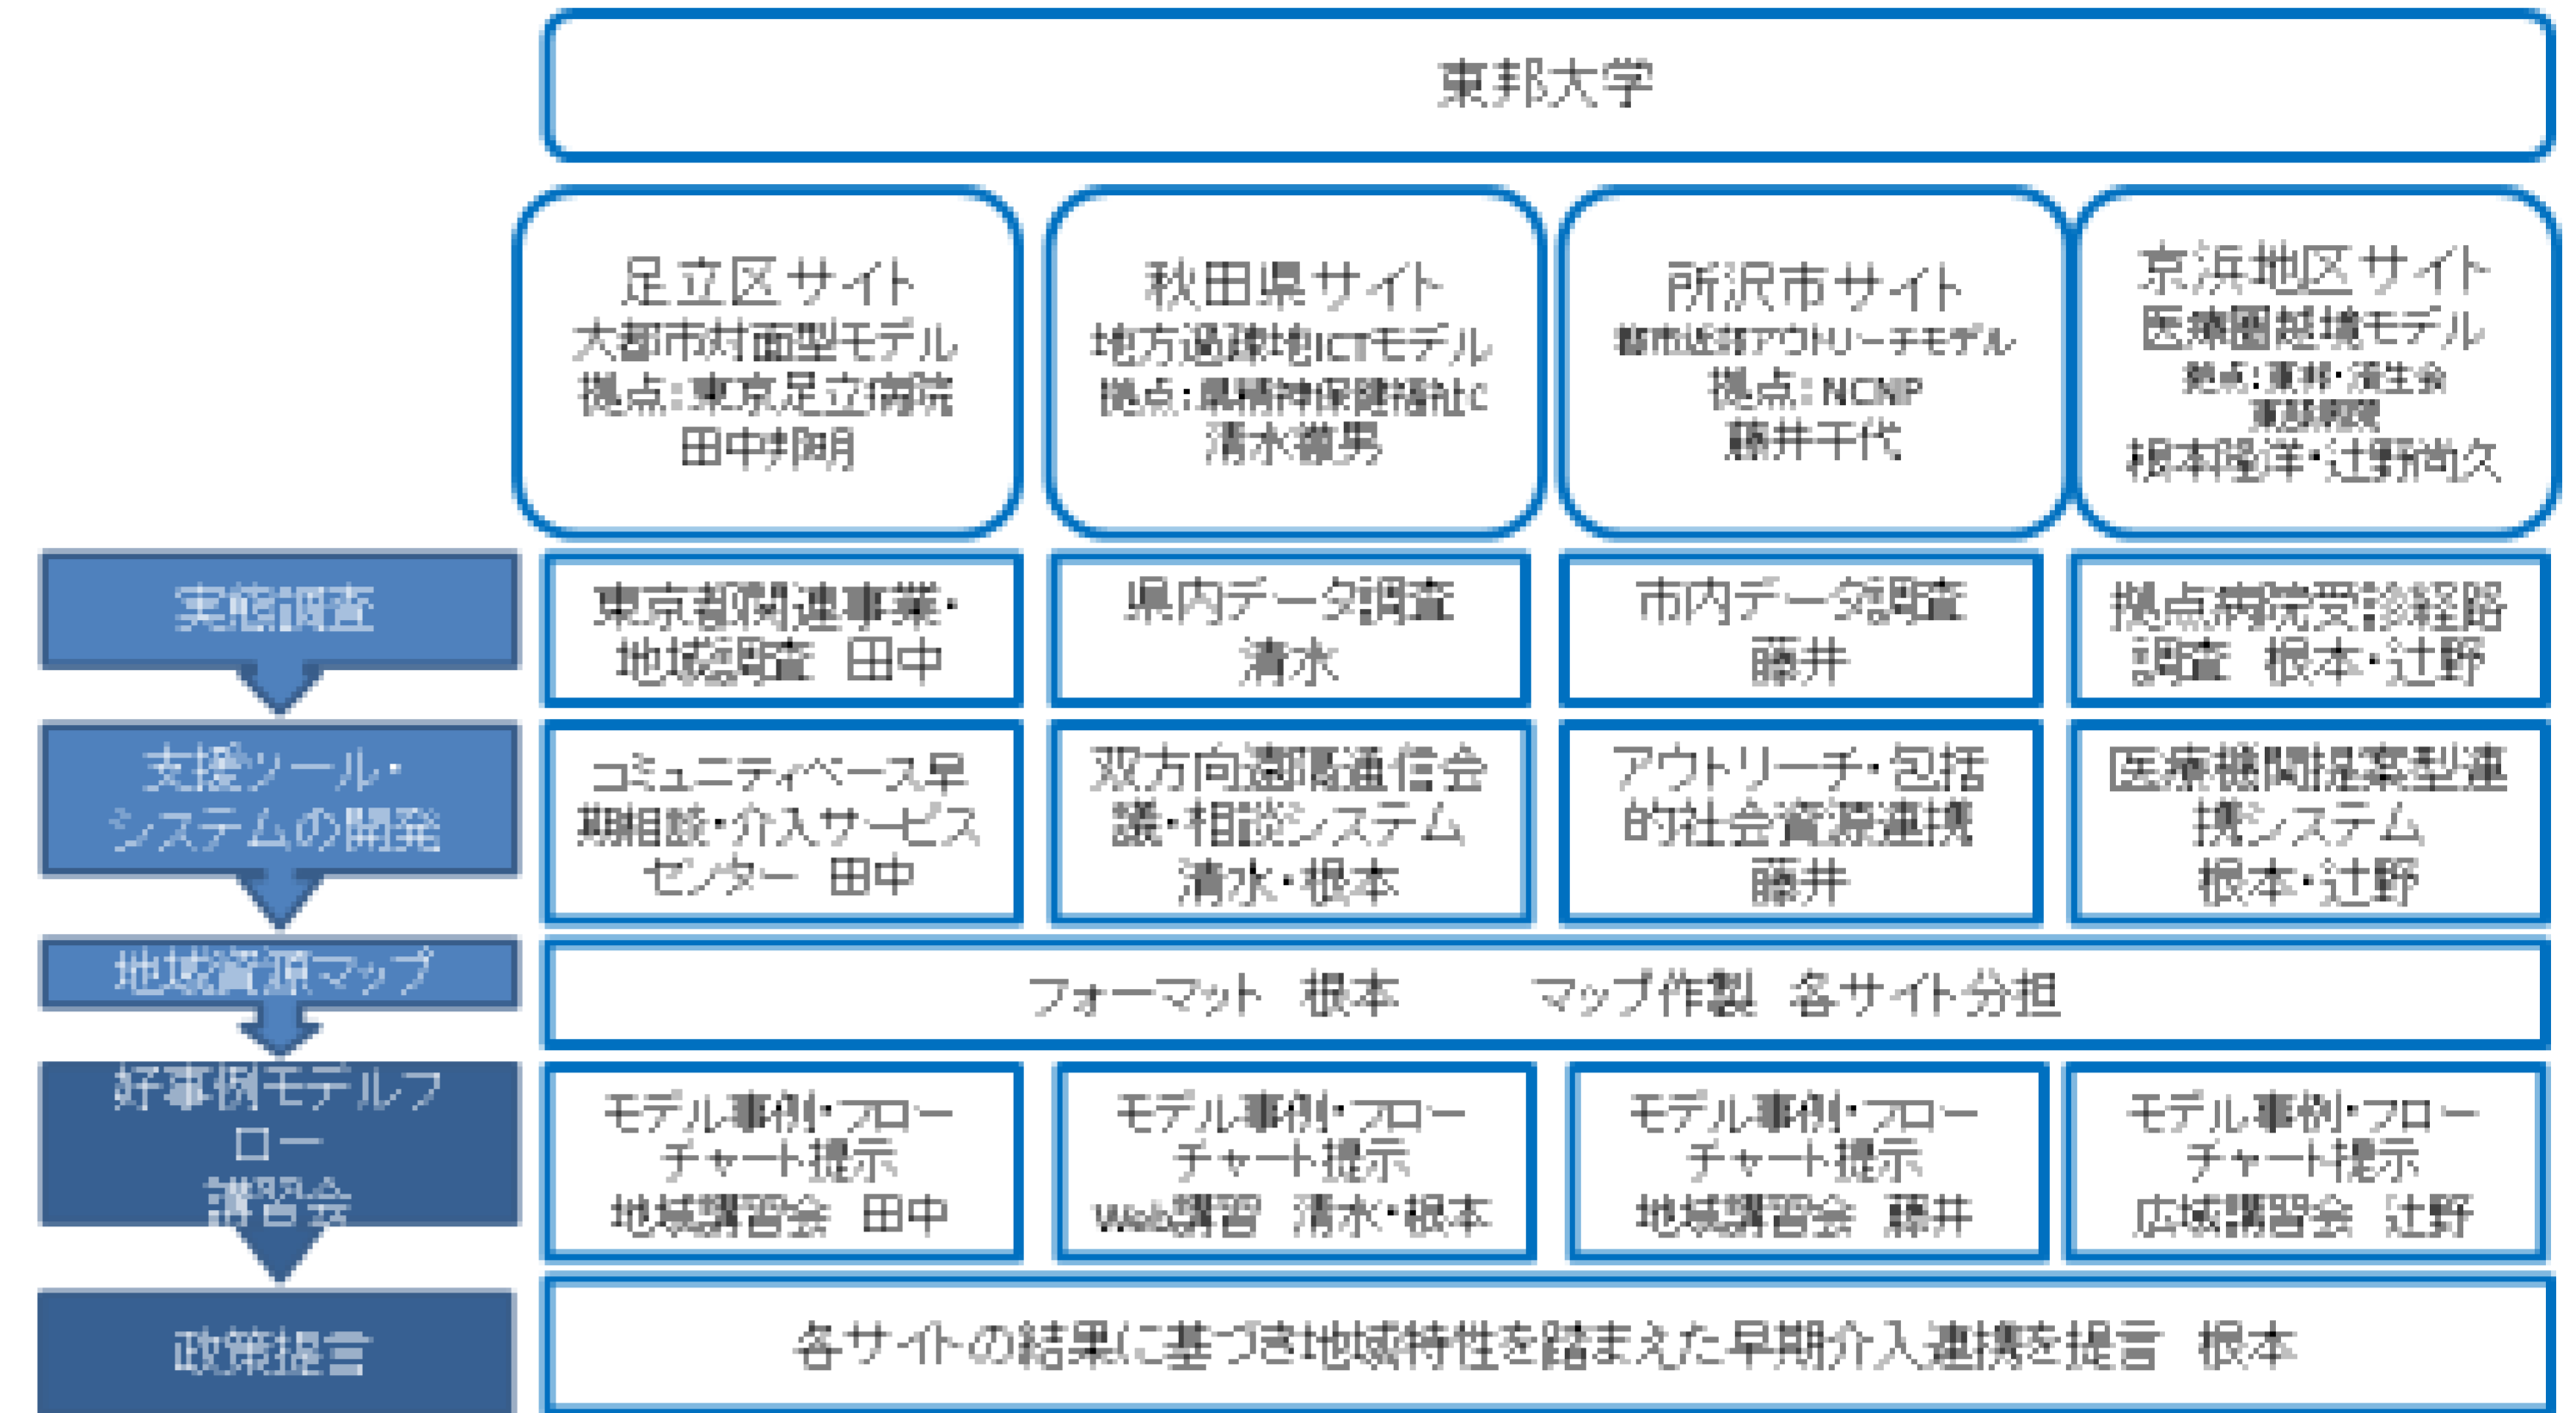 東邦大学
足立区サイト
大都市対面型モデル
拠点：東京足立病院
田中邦明
秋田県サイト
地方過疎地ICTモデル
拠点：県精神保健福祉C
清水徹男
所沢市サイト
都市近郊アウトリーチモデル
拠点：NCNP
藤井千代
京浜地区サイト
医療圏越境モデル
拠点：東邦・済生会
東部病院
根本隆洋・辻野尚久
実態調査
東京都関連事業・
地域調査 田中
県内データ調査
清水
市内データ調査
藤井
拠点病院受診経路
調査 根本・辻野
支援ツール・
システムの開発
コミュニティベース早
期相談・介入サービス
センター 田中
双方向遠隔通信会
議・相談システム
清水・根本
アウトリーチ・包括
的社会資源連携
藤井
医療機関提案型連
携システム
根本・辻野
地域資源マップ
フォーマット 根本 マップ作製 各サイト分担
好事例モデルフ
ロー
講習会
モデル事例・フロー
チャート提示
地域講習会 田中
モデル事例・フロー
チャート提示
Web講習 清水・根本
モデル事例・フロー
チャート提示
地域講習会 藤井
モデル事例・フロー
チャート提示
広域講習会 辻野
政策提言
各サイトの結果に基づき地域特性を踏まえた早期介入連携を提言 根本